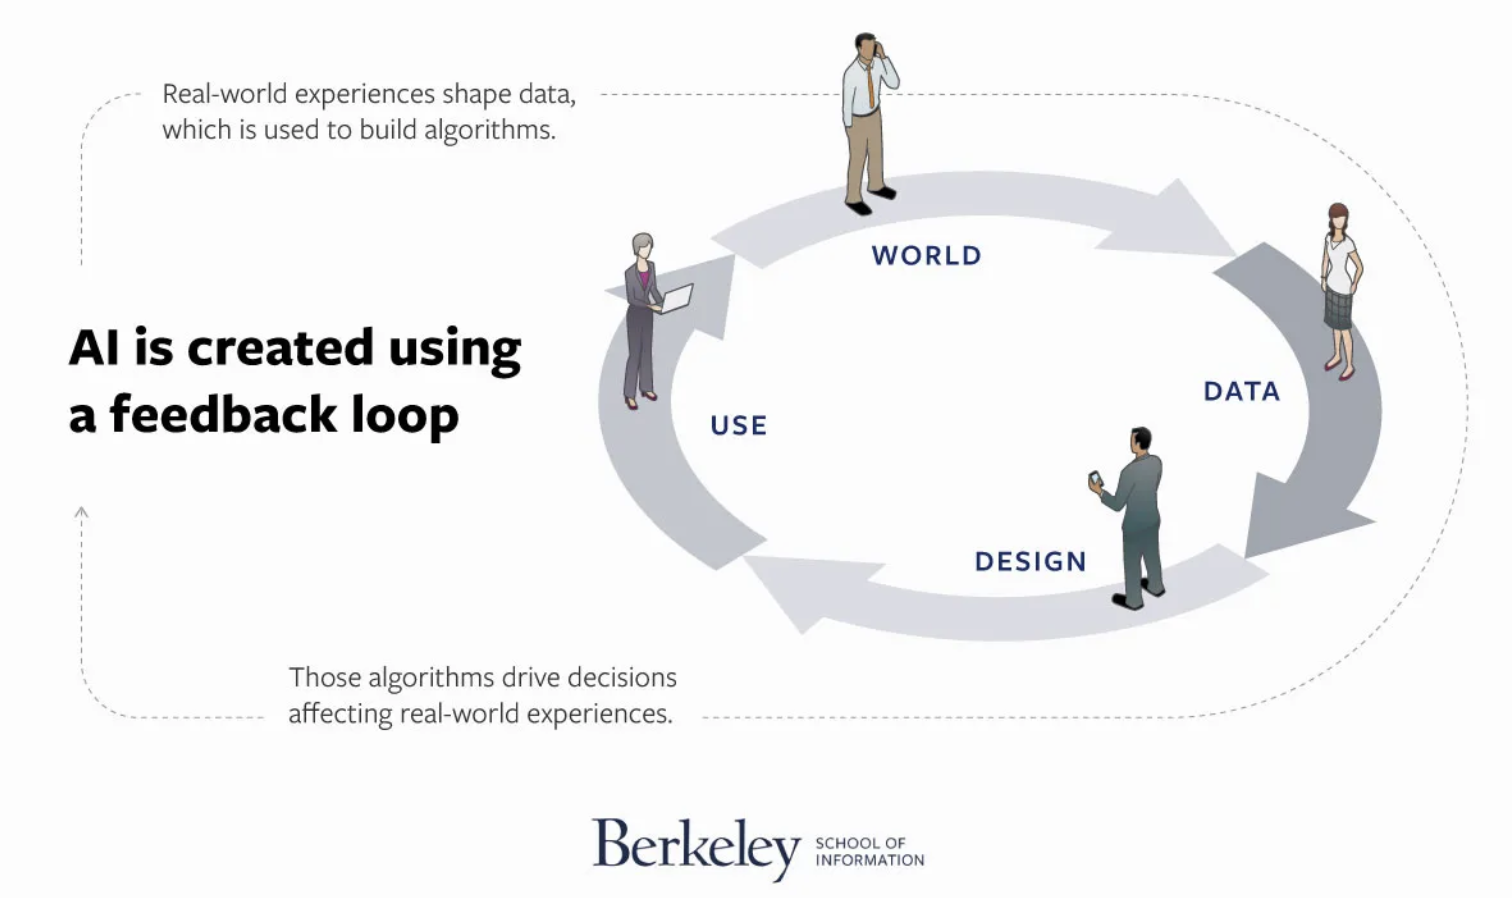 Real-world experiences shape data,
which is used to build algorithms.
WORLD
AI is created using
a feedback loop
DATA
USE
DESIGN
Those algorithms drive decisions
affecting real-world experiences.
Berkeley
SCHOOL OF
INFORMATION